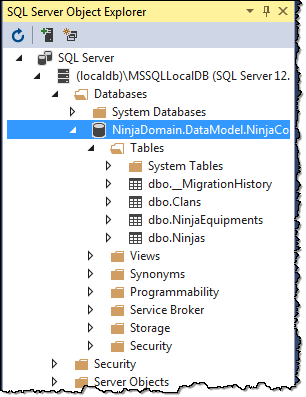 SQL Server Object Explorer
SQL Server
(localdb)\MSSQLLocalDB (SQL Server 12.
Databases
System Databases
NinjaDomain.DataModel.NinjaCo
Tables
System Tables
dbo.__MigrationHistory
dbo.Clans
dbo.NinjaEquipments
dbo.Ninjas
Views
Synonyms
Programmability
Service Broker
Storage
Security
Security
Server Objects